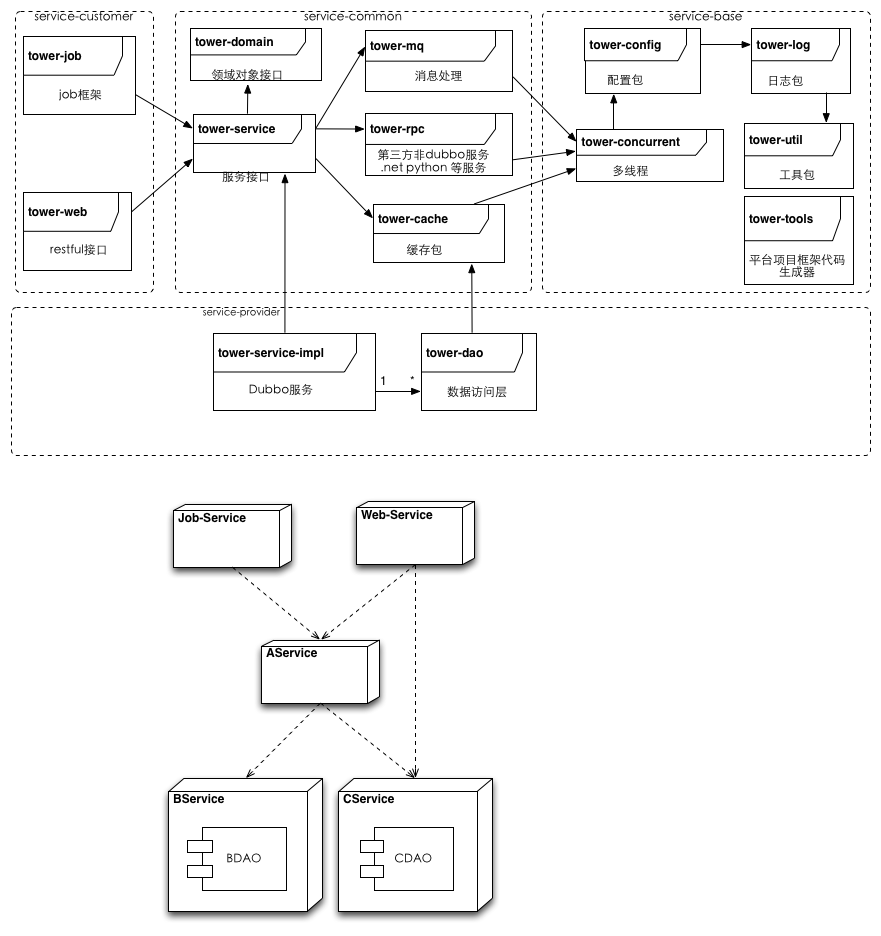 service-customer
tower-job
job框架
tower-web
restful接口
service-common
tower-domain
领域对象接口
tower-service
服务接口
tower-mq
消息处理
tower-rpc
第三方非dubbo服务
.net python 等服务
tower-cache
缓存包
service-base
tower-config
配置包
tower-log
日志包
tower-concurrent
多线程
tower-util
工具包
tower-tools
平台项目框架代码
生成器
service-provider
tower-service-impl
Dubbo服务
1
*
tower-dao
数据访问层
Job-Service
Web-Service
AService
BService
BDAO
CService
CDAO